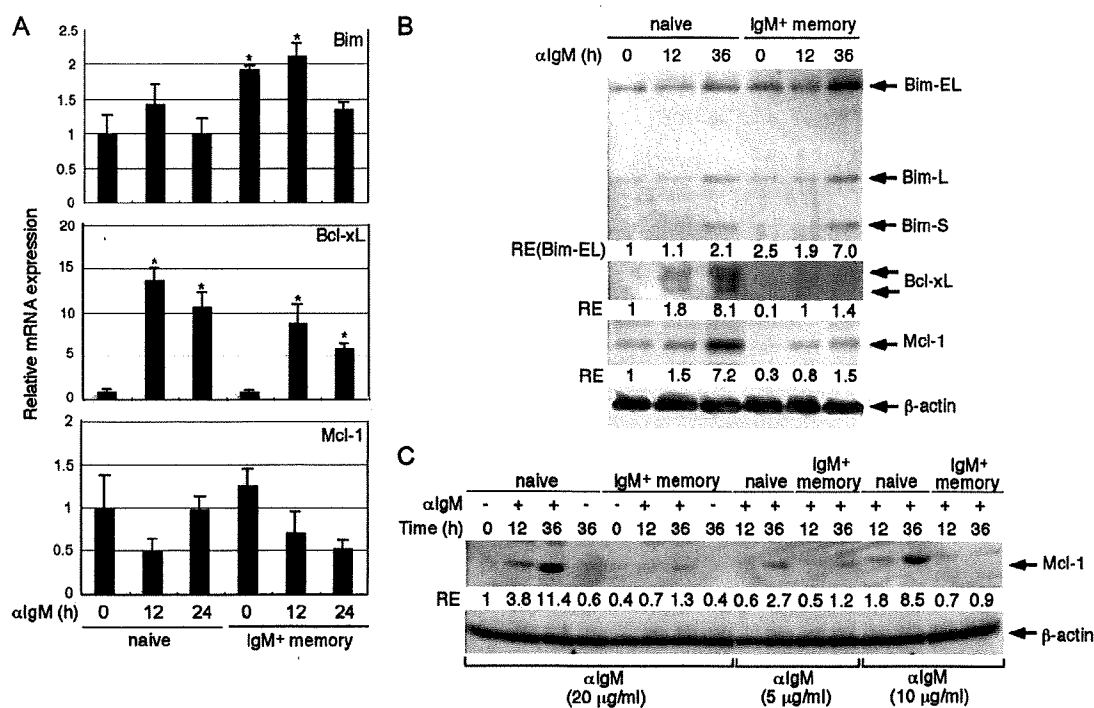 A
Relative mRNA expression
Bim
2.5
2
1.5
1
0.5
0
* *
Bcl-xL
20
15
10
5
0
* * * *
Mcl-1
2
1.5
1
0.5
0
αIgM (h) 0 12 24 0 12 24
naive IgM+ memory
B
naive IgM+ memory
αIgM (h) 0 12 36 0 12 36
Bim-EL
Bim-L
Bim-S
RE(Bim-EL) 1 1.1 2.1 2.5 1.9 7.0
Bcl-xL
RE 1 1.8 8.1 0.1 1 1.4
Mcl-1
RE 1 1.5 7.2 0.3 0.8 1.5
β-actin
C
naive IgM+ memory naive IgM+ memory naive IgM+ memory
αIgM - + + - - + + - + + + + + + + +
Time (h) 0 12 36 36 0 12 36 36 12 36 12 36 12 36 12 36
Mcl-1
RE 1 3.8 11.4 0.6 0.4 0.7 1.3 0.4 0.6 2.7 0.5 1.2 1.8 8.5 0.7 0.9
β-actin
αIgM (20 μg/ml) αIgM (5 μg/ml) αIgM (10 μg/ml)